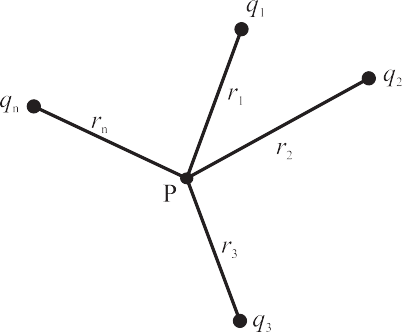 q₁
q₂
qₙ
r₁
rₙ
r₂
P
r₃
q₃